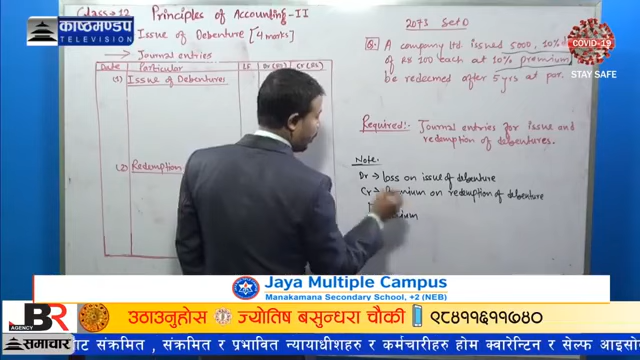 Class-12 Principles of Accounting-II
काष्ठमण्डप
TELEVISION
Issue of Debenture [4 marks]
→ Journal entries
Date Particular LF Dr (RS) Cr (RS)
(1) Issue of Debentures
(2) Redemption
2073 Set D
Q: A company ltd issued 5000, 10% d
of RS 100 each at 10% premium,
be redeemed after 5 yrs at par.
COVID-19
STAY SAFE
Required:- Journal entries for issue and
redemption of debentures.
Note:
Dr → loss on issue of debenture
Cr → Premium on redemption of debenture
Jaya Multiple Campus
Manakamana Secondary School, +2 (NEB)
JBR
AGENCY
उठाउनुहोस ज्योतिष बसुन्धरा चौकी ९८४११६११७४०
समाचार
संक्रमित , संक्रमित र प्रभावित न्यायाधीशहरु र कर्मचारीहरु होम क्वारेन्टिन र सेल्फ